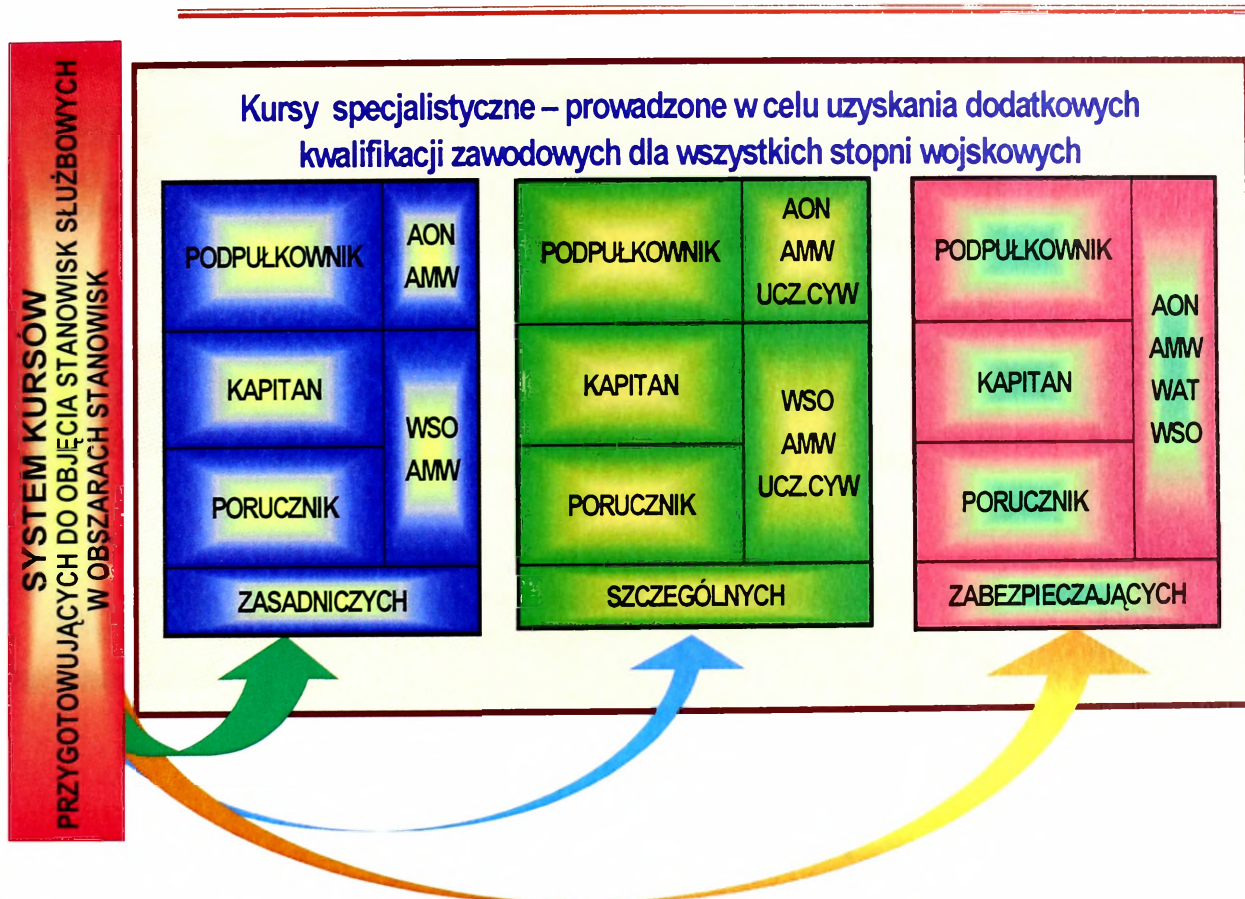 SYSTEM KURSÓW
PRZYGOTOWUJĄCYCH DO OBJĘCIA STANOWISK SŁUŻBOWYCH
W OBSZARACH STANOWISK
Kursy specjalistyczne – prowadzone w celu uzyskania dodatkowych
kwalifikacji zawodowych dla wszystkich stopni wojskowych
PODPUŁKOWNIK
AON
AMW
KAPITAN
WSO
AMW
PORUCZNIK
ZASADNICZYCH
PODPUŁKOWNIK
AON
AMW
UCZ.CYW
KAPITAN
WSO
AMW
UCZ.CYW
PORUCZNIK
SZCZEGÓLNYCH
PODPUŁKOWNIK
AON
AMW
WAT
WSO
KAPITAN
PORUCZNIK
ZABEZPIECZAJĄCYCH